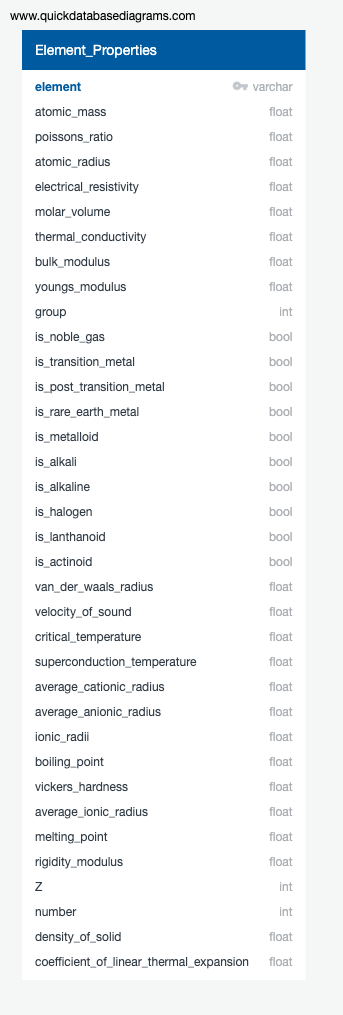 www.quickdatabasediagrams.com
Element_Properties
element varchar
atomic_mass float
poissons_ratio float
atomic_radius float
electrical_resistivity float
molar_volume float
thermal_conductivity float
bulk_modulus float
youngs_modulus float
group int
is_noble_gas bool
is_transition_metal bool
is_post_transition_metal bool
is_rare_earth_metal bool
is_metalloid bool
is_alkali bool
is_alkaline bool
is_halogen bool
is_lanthanoid bool
is_actinoid bool
van_der_waals_radius float
velocity_of_sound float
critical_temperature float
superconduction_temperature float
average_cationic_radius float
average_anionic_radius float
ionic_radii float
boiling_point float
vickers_hardness float
average_ionic_radius float
melting_point float
rigidity_modulus float
Z int
number int
density_of_solid float
coefficient_of_linear_thermal_expansion float